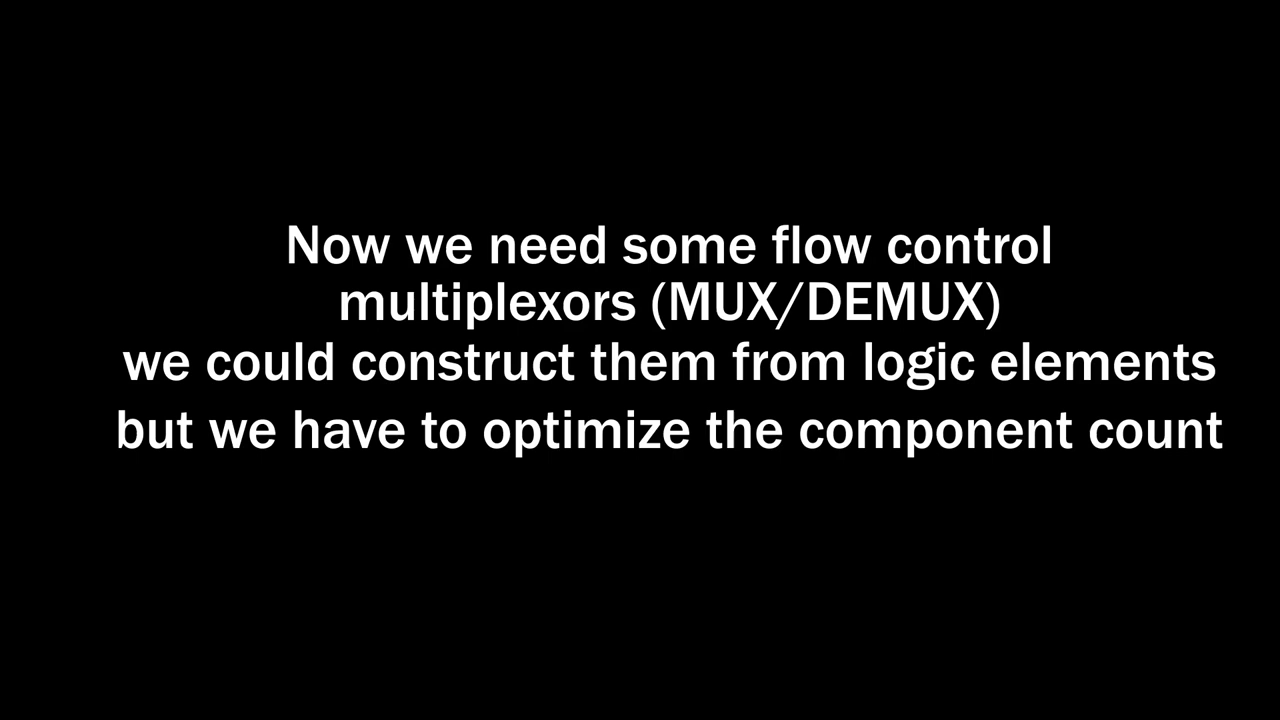 Now we need some flow control
multiplexors (MUX/DEMUX)
we could construct them from logic elements
but we have to optimize the component count